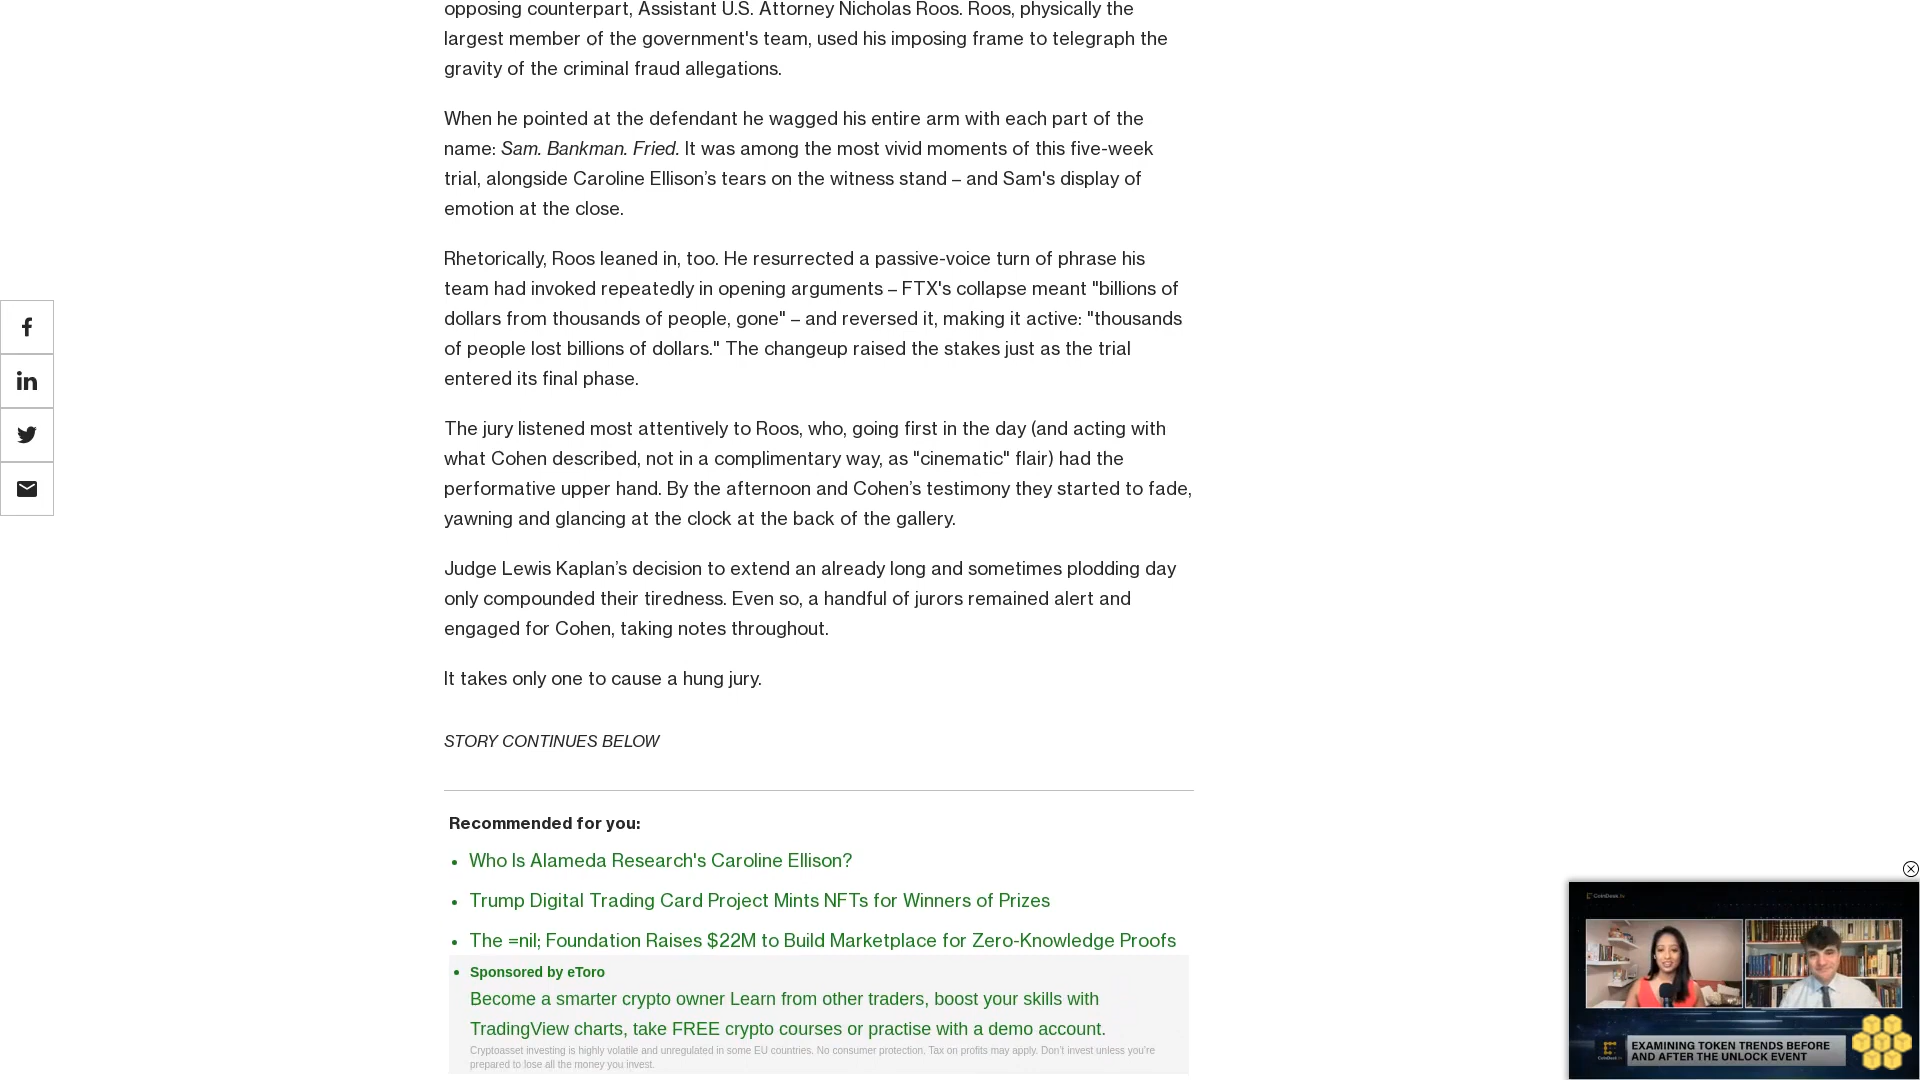 opposing counterpart, Assistant U.S. Attorney Nicholas Roos. Roos, physically the
largest member of the government's team, used his imposing frame to telegraph the
gravity of the criminal fraud allegations.
When he pointed at the defendant he wagged his entire arm with each part of the
name: Sam. Bankman. Fried. It was among the most vivid moments of this five-week
trial, alongside Caroline Ellison’s tears on the witness stand – and Sam's display of
emotion at the close.
Rhetorically, Roos leaned in, too. He resurrected a passive-voice turn of phrase his
team had invoked repeatedly in opening arguments – FTX's collapse meant "billions of
dollars from thousands of people, gone" – and reversed it, making it active: "thousands
of people lost billions of dollars." The changeup raised the stakes just as the trial
entered its final phase.
The jury listened most attentively to Roos, who, going first in the day (and acting with
what Cohen described, not in a complimentary way, as "cinematic" flair) had the
performative upper hand. By the afternoon and Cohen’s testimony they started to fade,
yawning and glancing at the clock at the back of the gallery.
Judge Lewis Kaplan’s decision to extend an already long and sometimes plodding day
only compounded their tiredness. Even so, a handful of jurors remained alert and
engaged for Cohen, taking notes throughout.
It takes only one to cause a hung jury.
STORY CONTINUES BELOW
Recommended for you:
• Who Is Alameda Research's Caroline Ellison?
• Trump Digital Trading Card Project Mints NFTs for Winners of Prizes
• The =nil; Foundation Raises $22M to Build Marketplace for Zero-Knowledge Proofs
• Sponsored by eToro
Become a smarter crypto owner Learn from other traders, boost your skills with
TradingView charts, take FREE crypto courses or practise with a demo account.
Cryptoasset investing is highly volatile and unregulated in some EU countries. No consumer protection. Tax on profits may apply. Don’t invest unless you’re
prepared to lose all the money you invest.
CoinDesk tv
EXAMINING TOKEN TRENDS BEFORE
AND AFTER THE UNLOCK EVENT
CoinDesk tv